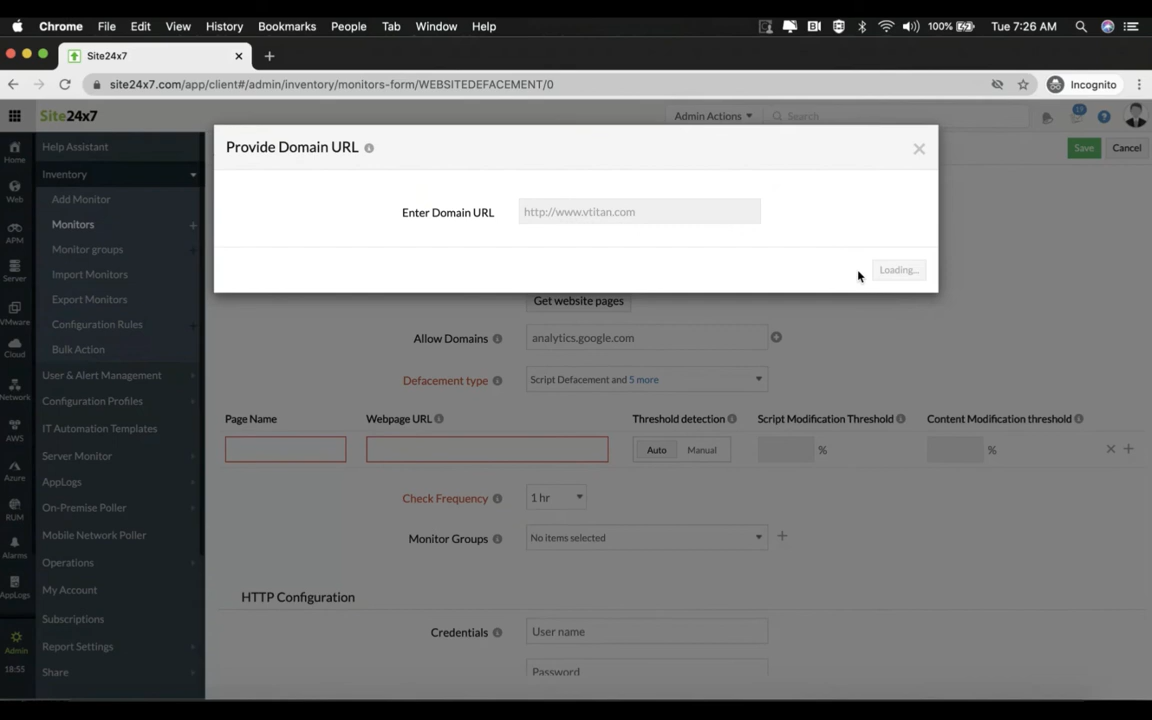 Chrome File Edit View History Bookmarks People Tab Window Help 100% Tue 7:26 AM
Site24x7
site24x7.com/app/client#/admin/inventory/monitors-form/WEBSITEDEFACEMENT/0 Incognito
Site24x7 Admin Actions Search 19
Home
Web
APM
Server
VMware
Cloud
Network
AWS
Azure
RUM
Alarms
AppLogs
Admin
18:55
Help Assistant
Inventory
Add Monitor
Monitors
Monitor groups
Import Monitors
Export Monitors
Configuration Rules
Bulk Action
User & Alert Management
Configuration Profiles
IT Automation Templates
Server Monitor
AppLogs
On-Premise Poller
Mobile Network Poller
Operations
My Account
Subscriptions
Report Settings
Share
Save Cancel
Provide Domain URL
Enter Domain URL http://www.vtitan.com
Loading...
Get website pages
Allow Domains analytics.google.com
Defacement type Script Defacement and 5 more
Page Name Webpage URL Threshold detection Script Modification Threshold Content Modification threshold
Auto Manual % %
Check Frequency 1 hr
Monitor Groups No items selected
HTTP Configuration
Credentials User name
Password